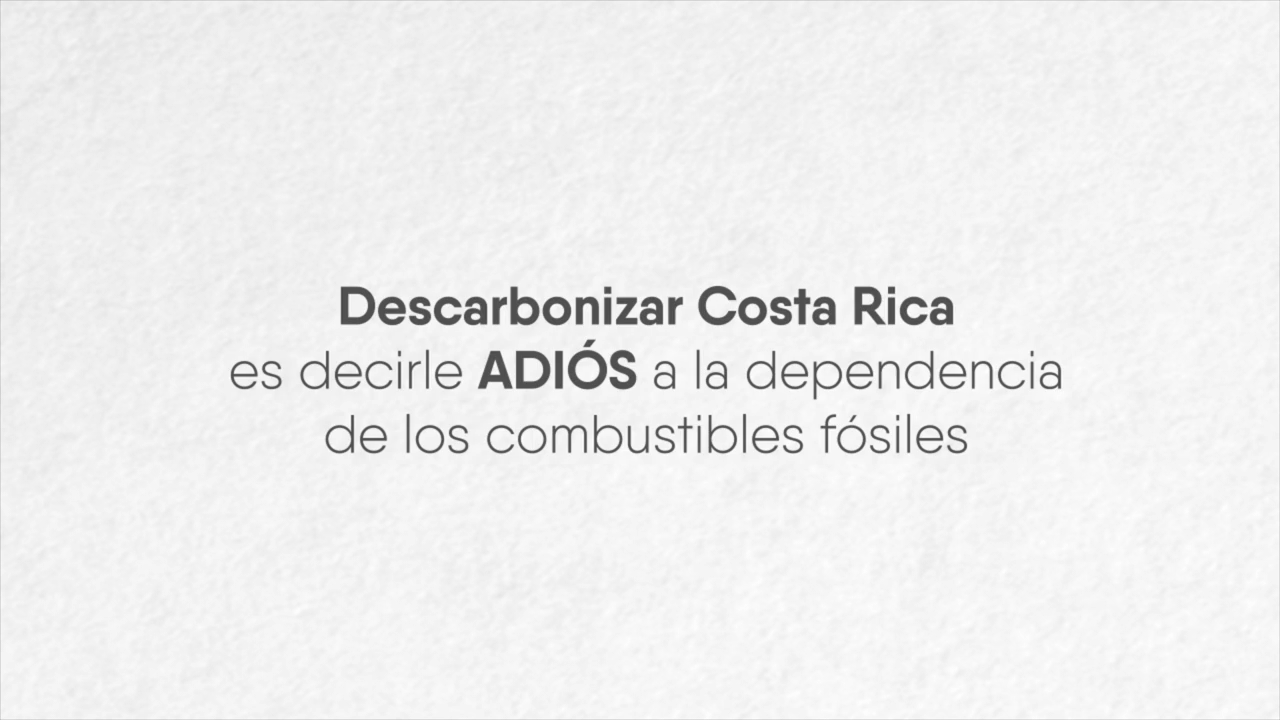 Descarbonizar Costa Rica
es decirle ADIÓS a la dependencia
de los combustibles fósiles